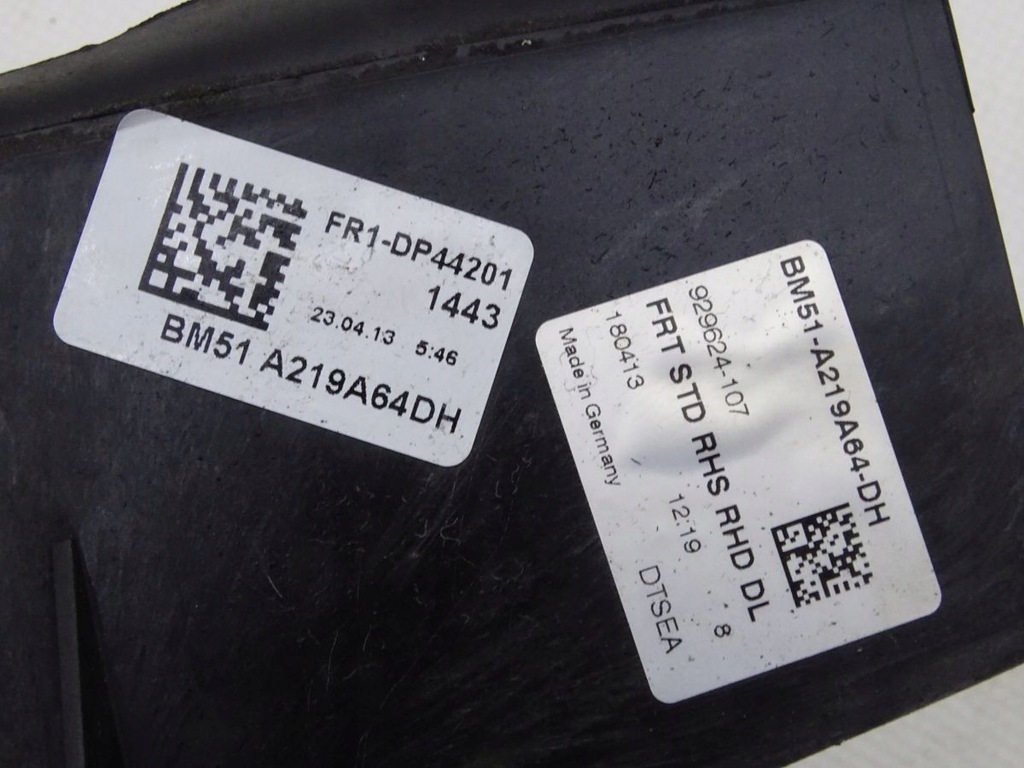 FR1-DP44201
1443
23.04.13 5:46
BM51 A219A64DH
BM51-A219A64-DH
929624-107
FRT STD RHS RHD DL
180413 12:19 8
Made in Germany DTSEA